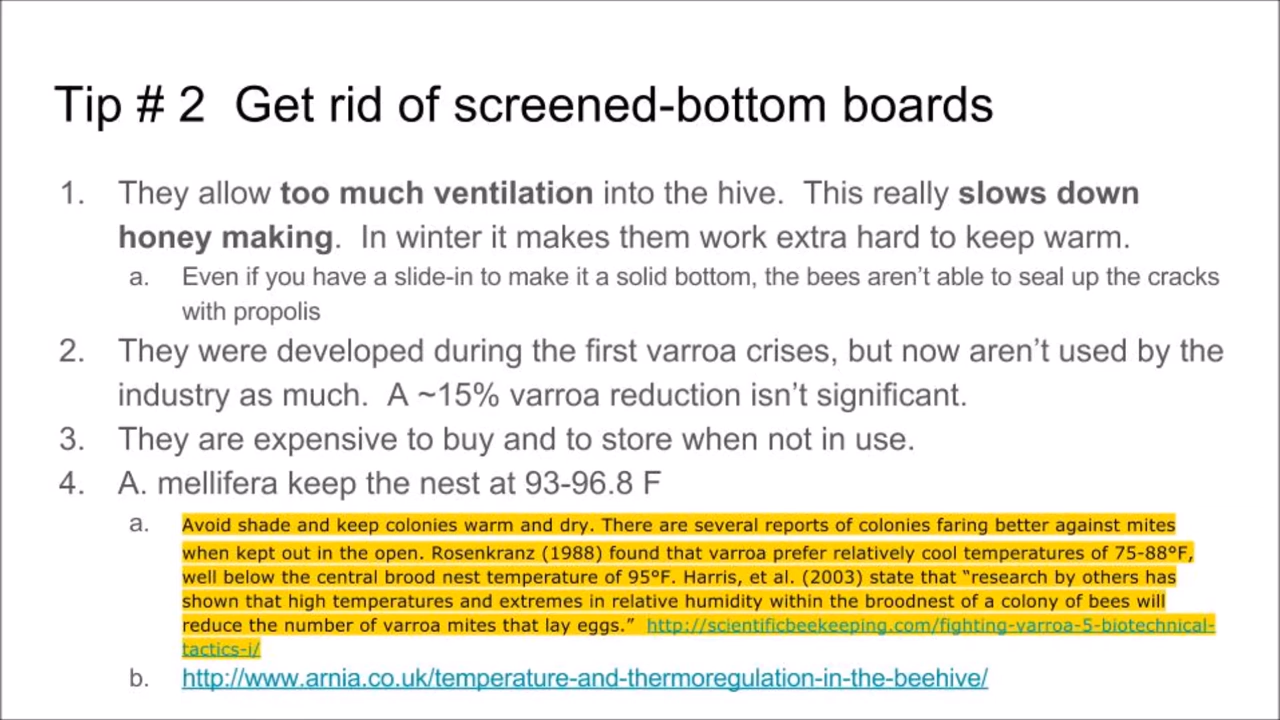 Tip # 2  Get rid of screened-bottom boards
1. They allow too much ventilation into the hive.  This really slows down
honey making.  In winter it makes them work extra hard to keep warm.
a. Even if you have a slide-in to make it a solid bottom, the bees aren't able to seal up the cracks
with propolis
2. They were developed during the first varroa crises, but now aren't used by the
industry as much.  A ~15% varroa reduction isn't significant.
3. They are expensive to buy and to store when not in use.
4. A. mellifera keep the nest at 93-96.8 F
a. Avoid shade and keep colonies warm and dry. There are several reports of colonies faring better against mites
when kept out in the open. Rosenkranz (1988) found that varroa prefer relatively cool temperatures of 75-88°F,
well below the central brood nest temperature of 95°F. Harris, et al. (2003) state that "research by others has
shown that high temperatures and extremes in relative humidity within the broodnest of a colony of bees will
reduce the number of varroa mites that lay eggs."  http://scientificbeekeeping.com/fighting-varroa-5-biotechnical-
tactics-i/
b. http://www.arnia.co.uk/temperature-and-thermoregulation-in-the-beehive/